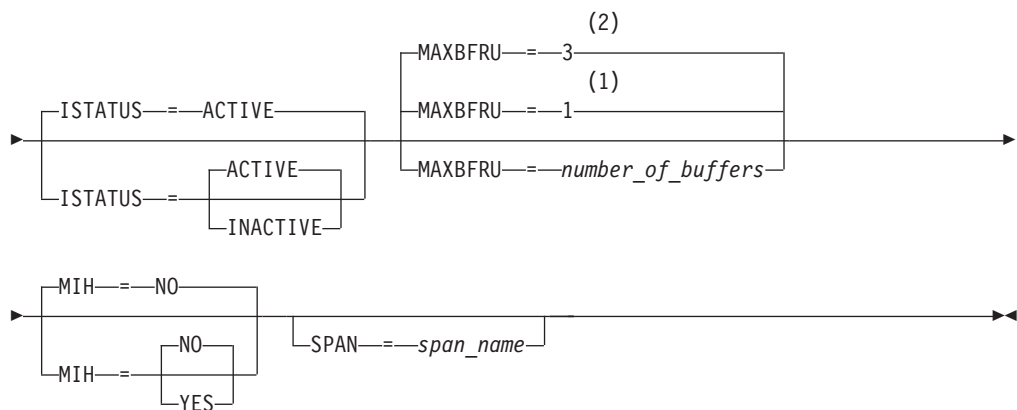 (2)
MAXBFRU = 3
(1)
ISTATUS = ACTIVE
MAXBFRU = 1
MAXBFRU = number_of_buffers
ISTATUS =
ACTIVE
INACTIVE
MIH = NO
SPAN = span_name
MIH =
NO
YES